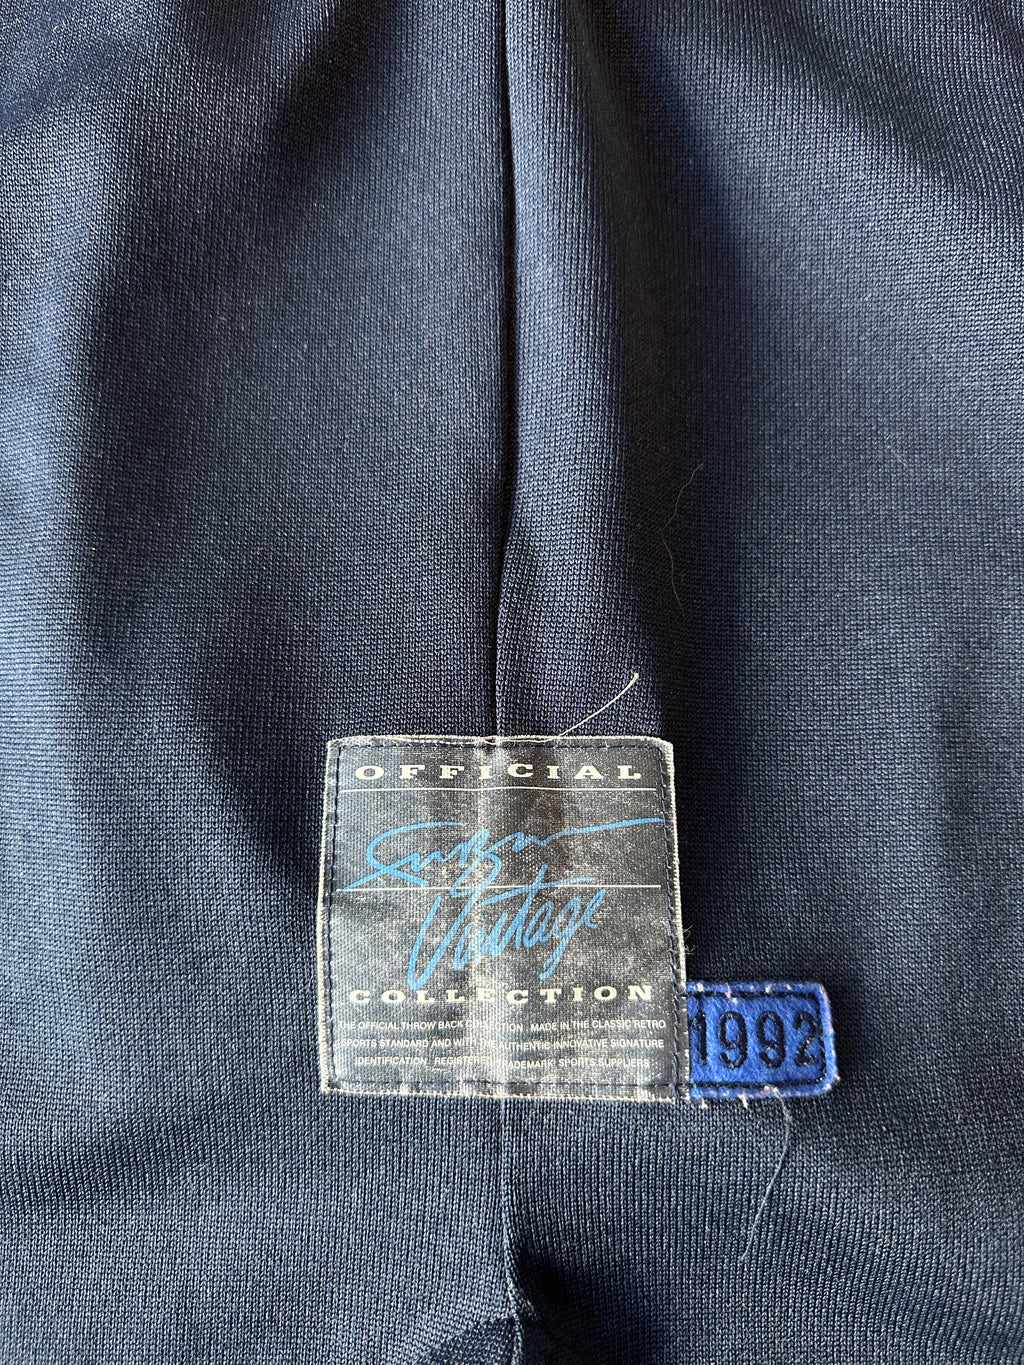 OFFICIAL
Vintage
COLLECTION
THE OFFICIAL THROW BACK COLLECTION MADE IN THE CLASSIC RETRO
SPORTS STANDARD AND WITH AUTHENTIC INNOVATIVE SIGNATURE
IDENTIFICATION REGISTERED TRADEMARK SPORTS SUPPLIERS
1992